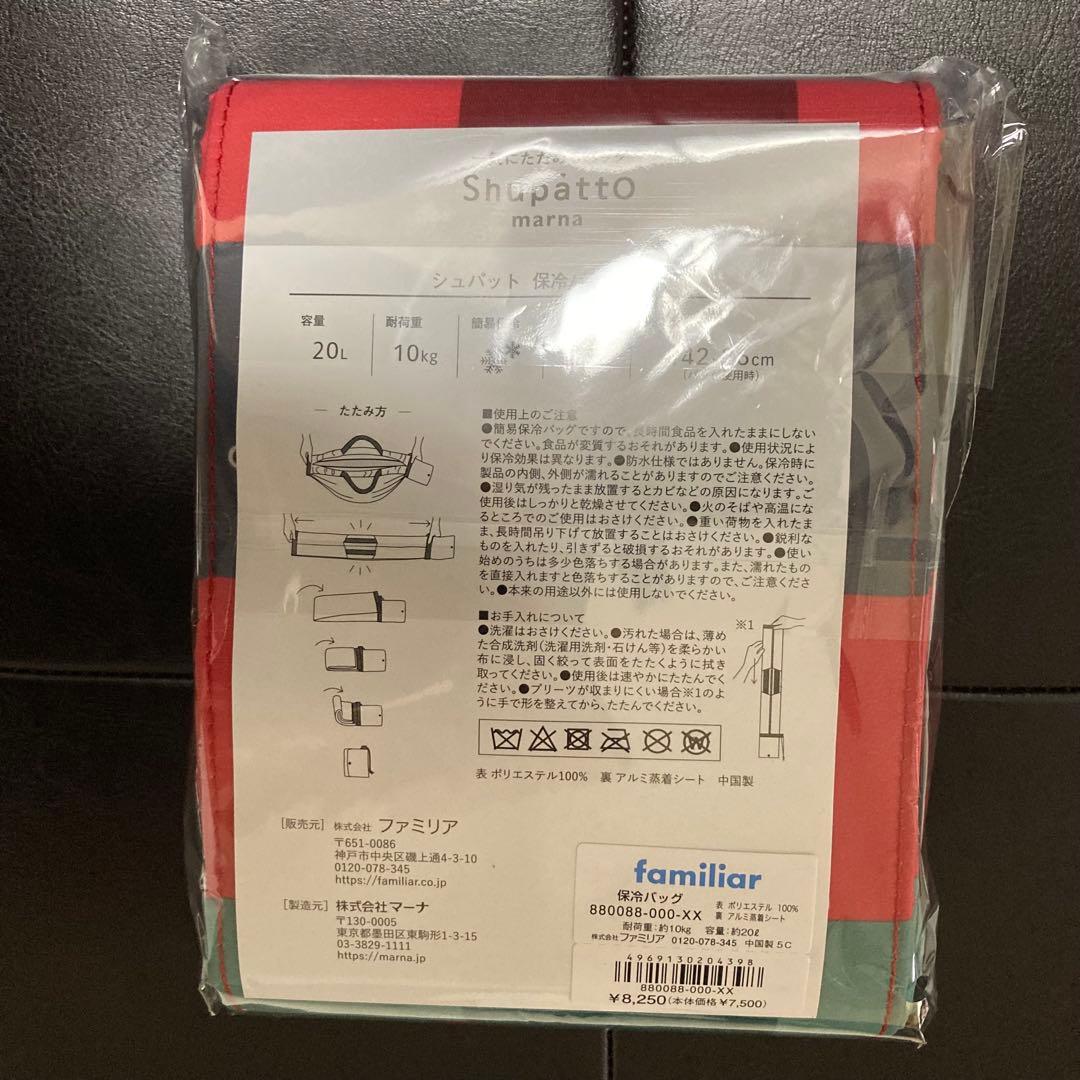 Shupatto
marna
シュパット 保冷
容量
20L
耐荷重
10kg
簡易保冷
cm
— たたみ方 —
■使用上のご注意
●簡易保冷バッグですので、長時間食品を入れたままにしない
でください。食品が変質するおそれがあります。●使用状況によ
り保冷効果は異なります。●防水仕様ではありません。保冷時に
製品の内側、外側が濡れることがありますのでご注意ください。
●湿り気が残ったまま放置するとカビなどの原因になります。ご
使用後はしっかりと乾燥させてください。●火のそばや高温にな
るところでのご使用はおさけください。●重い荷物を入れたま
ま、長時間吊り下げて放置することはおさけください。●鋭利な
ものを入れたり、引きずると破損するおそれがあります。●使い
始めのうちは多少色落ちする場合があります。また、濡れたもの
を直接入れますと色落ちすることがありますので、ご注意くださ
い。●本来の用途以外には使用しないでください。
■お手入れについて
●洗濯はおさけください。●汚れた場合は、薄め
た合成洗剤(洗濯用洗剤・石けん等)を柔らかい
布に浸し、固く絞って表面をたたくように拭き
取ってください。●使用後は速やかにたたんでく
ださい。●プリーツが収まりにくい場合※1のよ
うに手で形を整えてから、たたんでください。
※1
表 ポリエステル100% 裏 アルミ蒸着シート 中国製
[販売元] 株式会社 ファミリア
〒651-0086
神戸市中央区磯上通4-3-10
0120-078-345
https://familiar.co.jp
[製造元] 株式会社マーナ
〒130-0005
東京都墨田区東駒形1-3-15
03-3829-1111
https://marna.jp
familiar
保冷バッグ
880088-000-XX
表 ポリエステル 100%
裏 アルミ蒸着シート
耐荷重:約10kg 容量:約20ℓ
株式会社ファミリア 0120-078-345 中国製 5C
4969130204398
880088-000-XX
¥8,250(本体価格¥7,500)